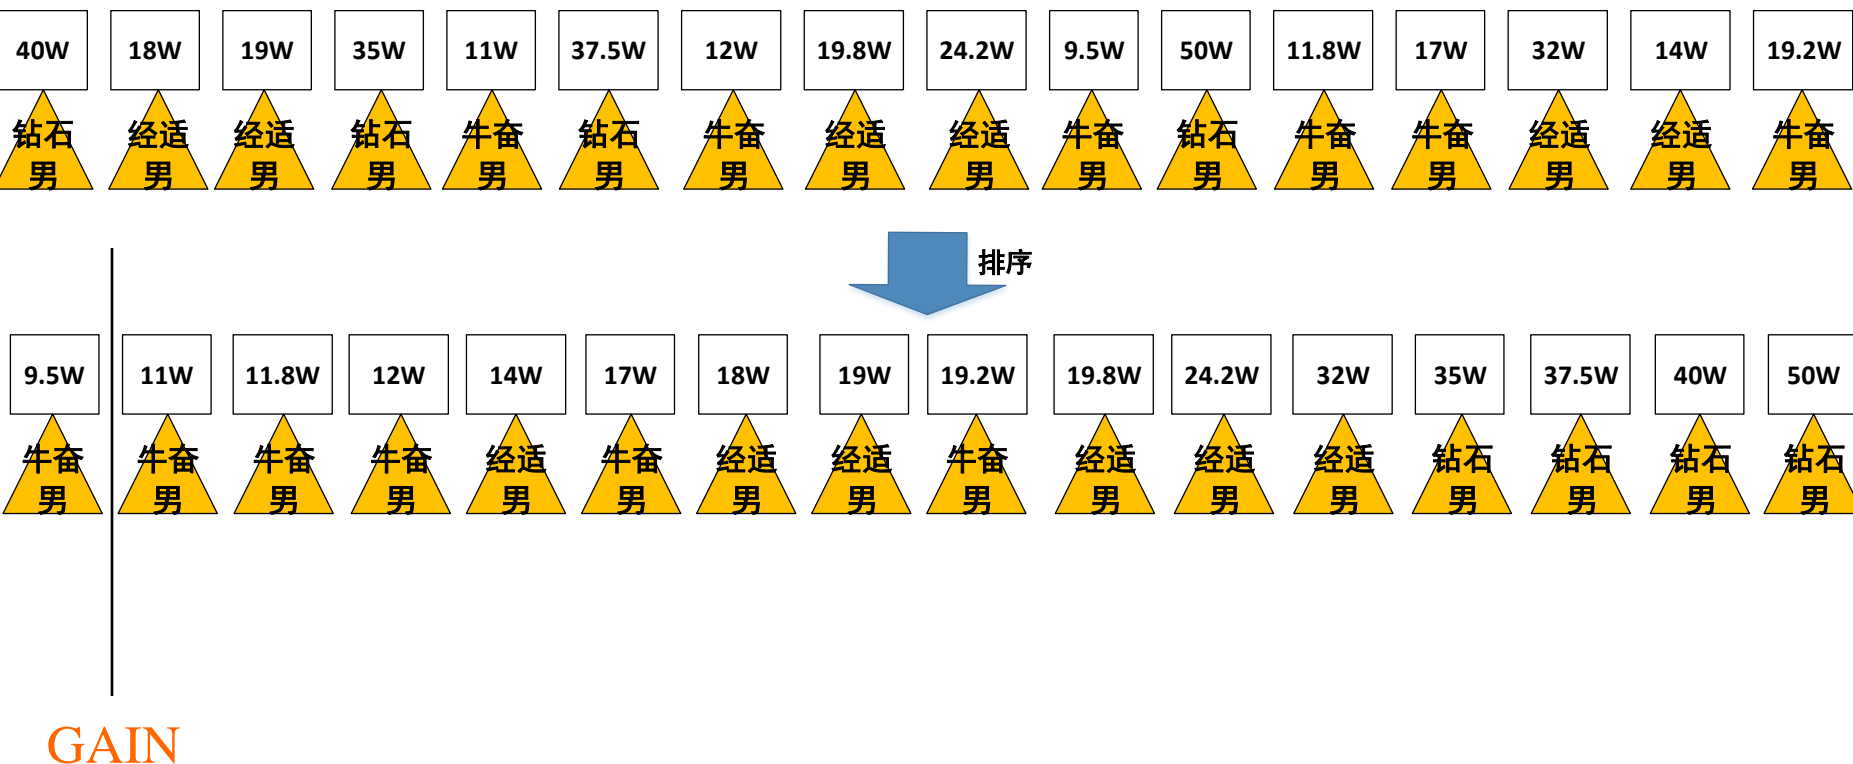 40W 18W 19W 35W 11W 37.5W 12W 19.8W 24.2W 9.5W 50W 11.8W 17W 32W 14W 19.2W
钻石 经适 经适 钻石 牛奋 钻石 牛奋 经适 经适 牛奋 钻石 牛奋 牛奋 经适 经适 牛奋
男 男 男 男 男 男 男 男 男 男 男 男 男 男 男 男
排序
9.5W 11W 11.8W 12W 14W 17W 18W 19W 19.2W 19.8W 24.2W 32W 35W 37.5W 40W 50W
牛奋 牛奋 牛奋 牛奋 经适 牛奋 经适 经适 牛奋 经适 经适 经适 钻石 钻石 钻石 钻石
男 男 男 男 男 男 男 男 男 男 男 男 男 男 男 男
GAIN